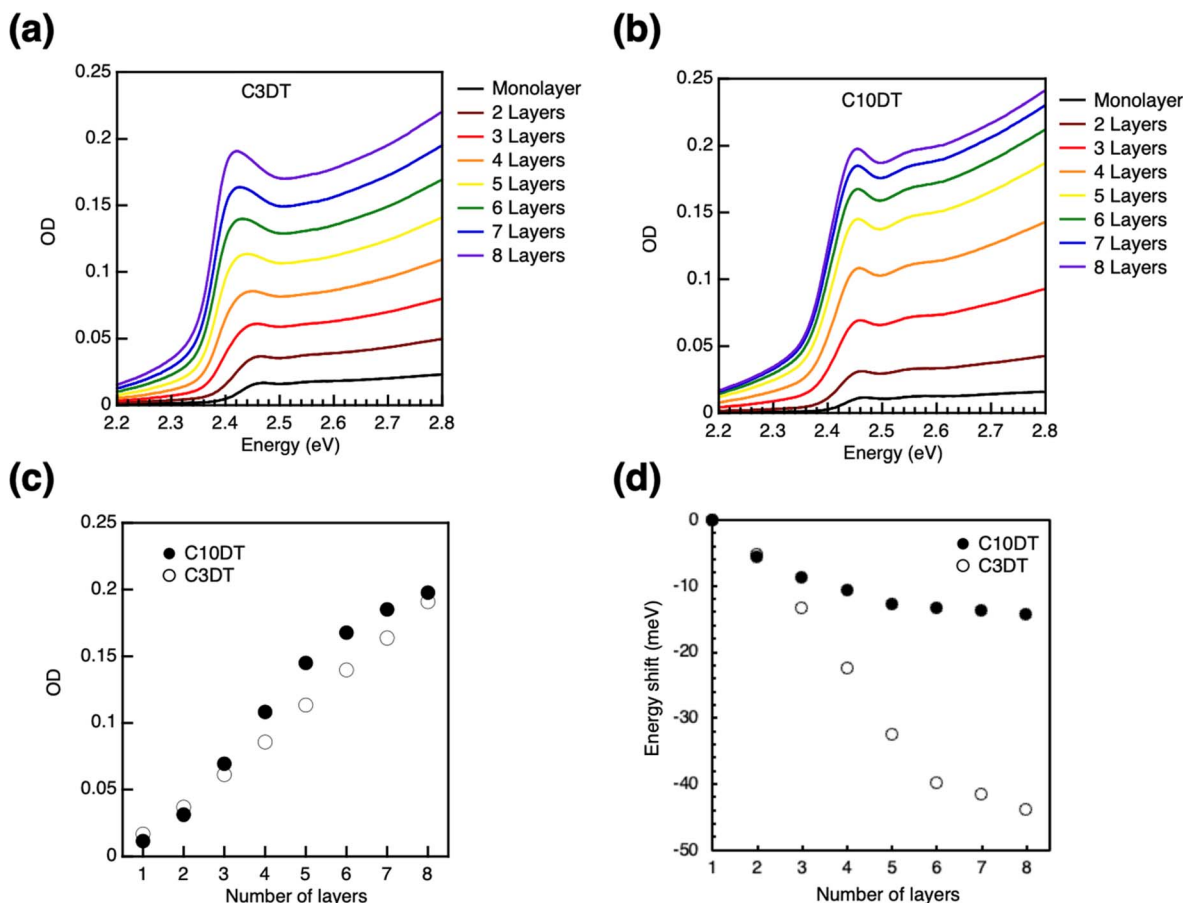 (a)
C3DT
0.25
0.2
0.15
0.1
0.05
0
OD
2.2 2.3 2.4 2.5 2.6 2.7 2.8
Energy (eV)
Monolayer
2 Layers
3 Layers
4 Layers
5 Layers
6 Layers
7 Layers
8 Layers
(b)
C10DT
0.25
0.2
0.15
0.1
0.05
0
OD
2.2 2.3 2.4 2.5 2.6 2.7 2.8
Energy (eV)
Monolayer
2 Layers
3 Layers
4 Layers
5 Layers
6 Layers
7 Layers
8 Layers
(c)
0.25
0.2
0.15
0.1
0.05
0
OD
C10DT
C3DT
1 2 3 4 5 6 7 8
Number of layers
(d)
0
-10
-20
-30
-40
-50
Energy shift (meV)
C10DT
C3DT
1 2 3 4 5 6 7 8
Number of layers